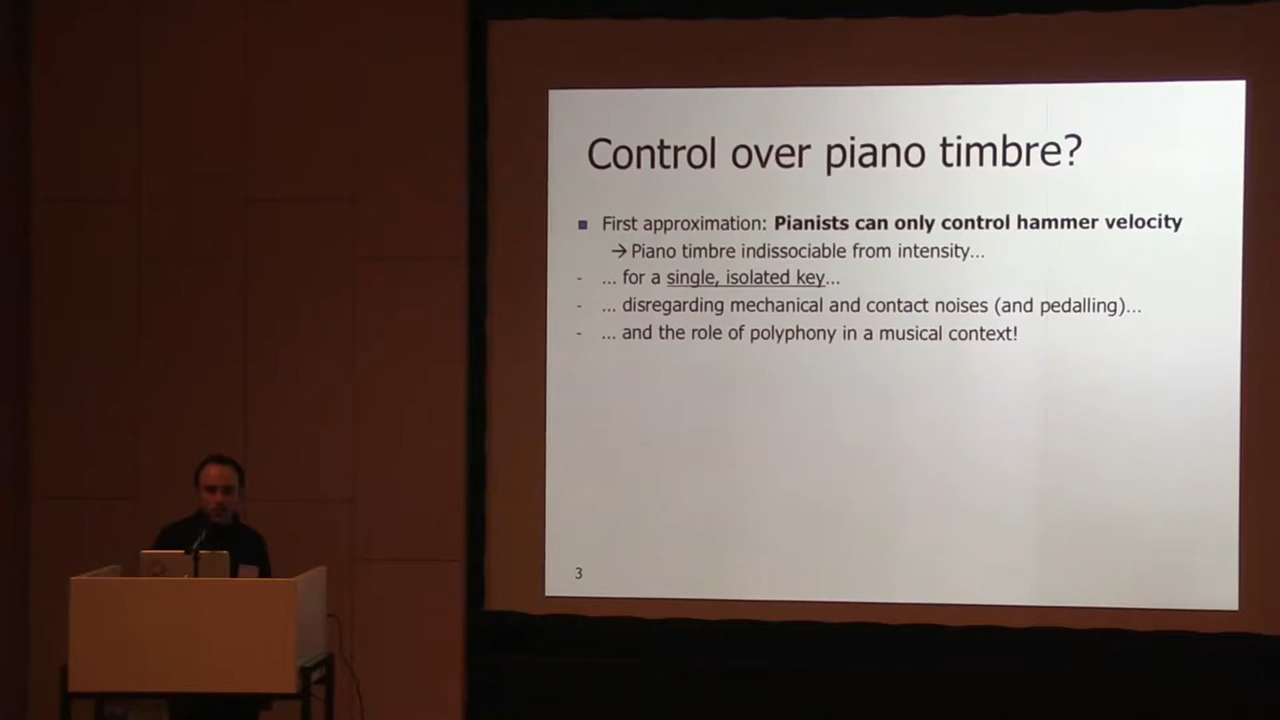 Control over piano timbre?
■ First approximation: Pianists can only control hammer velocity
→ Piano timbre indissociable from intensity...
- ... for a single, isolated key...
- ... disregarding mechanical and contact noises (and pedalling)...
- ... and the role of polyphony in a musical context!
3